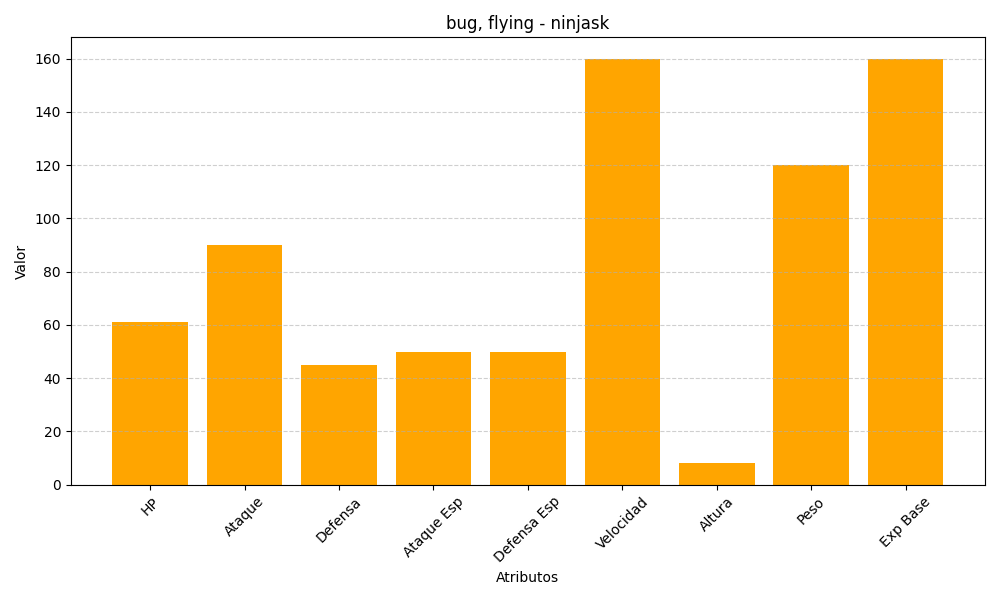 bug, flying - ninjask
Valor
160
140
120
100
80
60
40
20
0
HP
Ataque
Defensa
Ataque Esp
Defensa Esp
Velocidad
Altura
Peso
Exp Base
Atributos